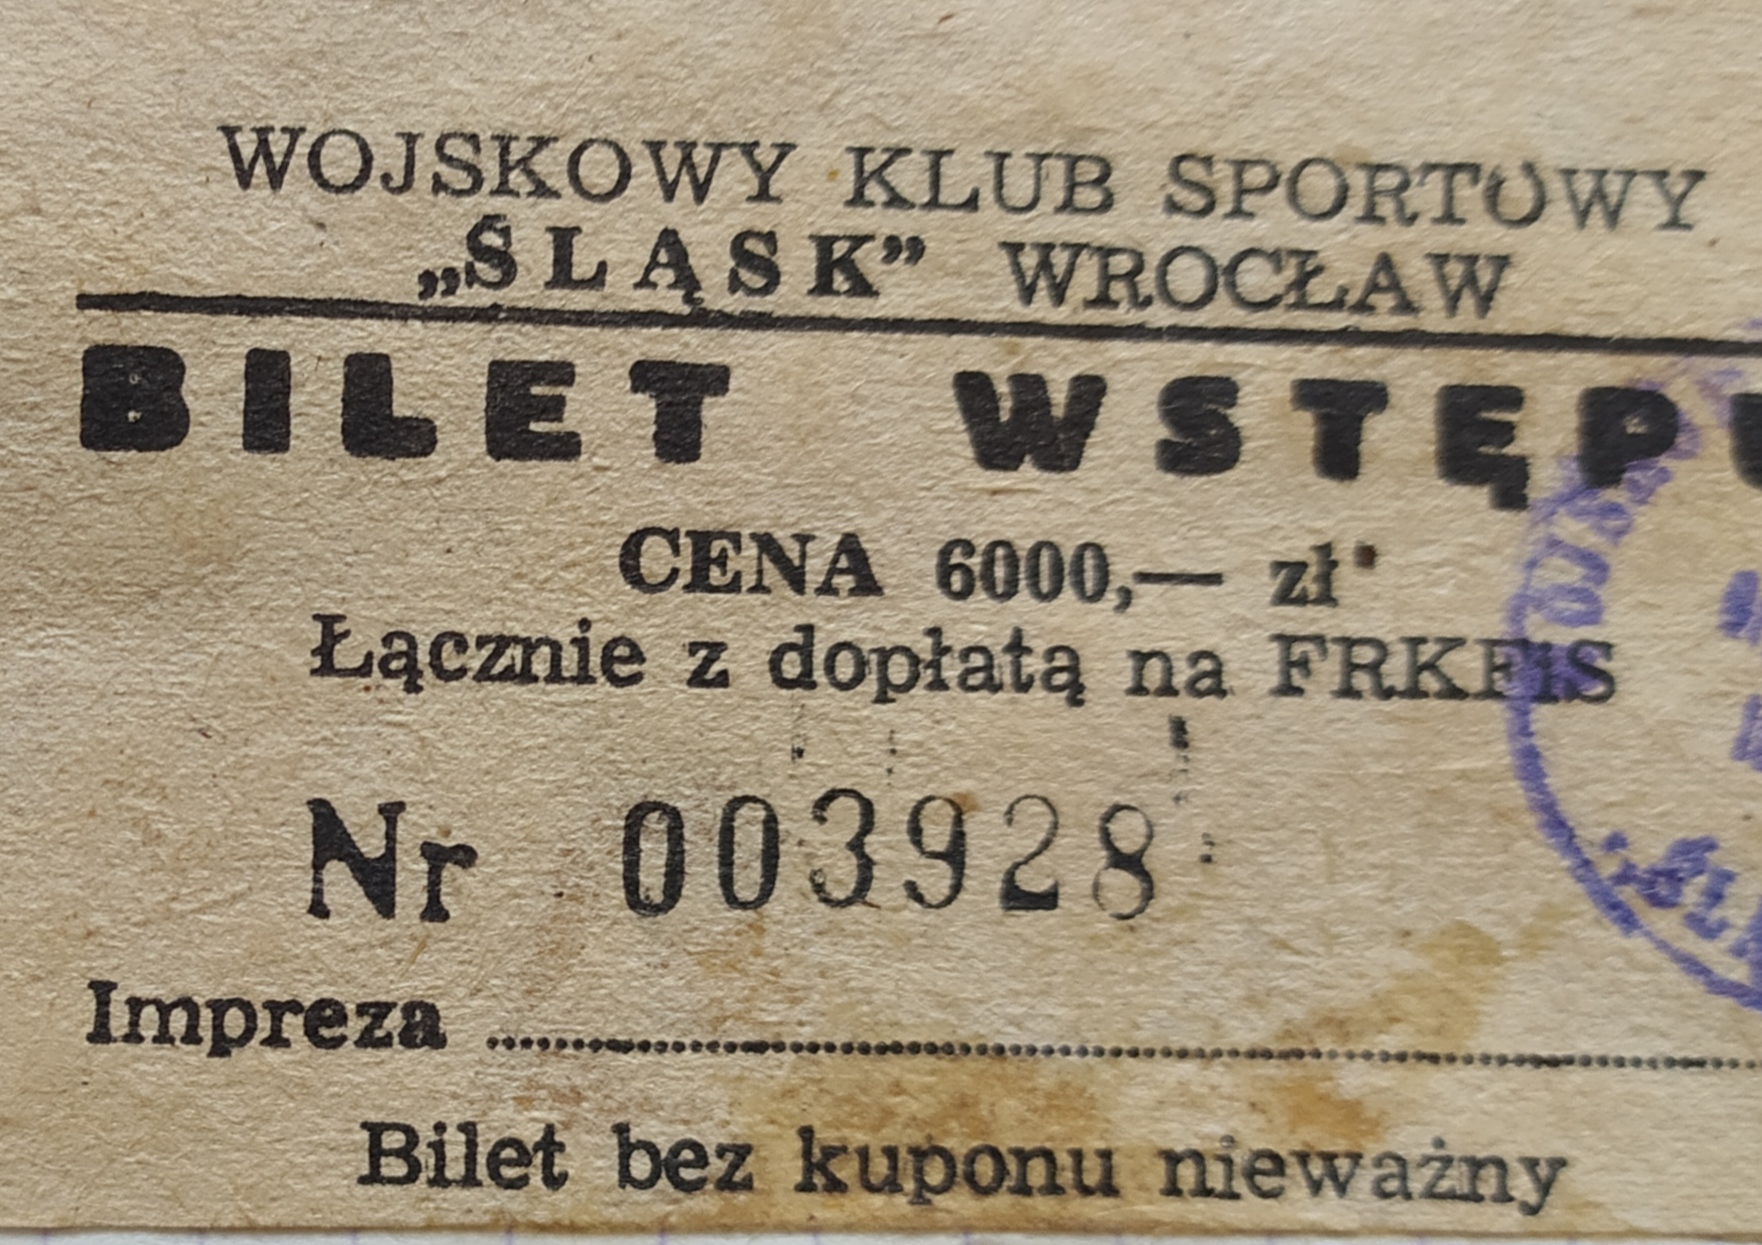 WOJSKOWY KLUB SPORTOWY
„ŚLĄSK” WROCŁAW
BILET WSTĘPU
CENA 6000,— zł
Łącznie z dopłatą na FRKFiS
Nr 003928
Impreza ................................................
Bilet bez kuponu nieważny